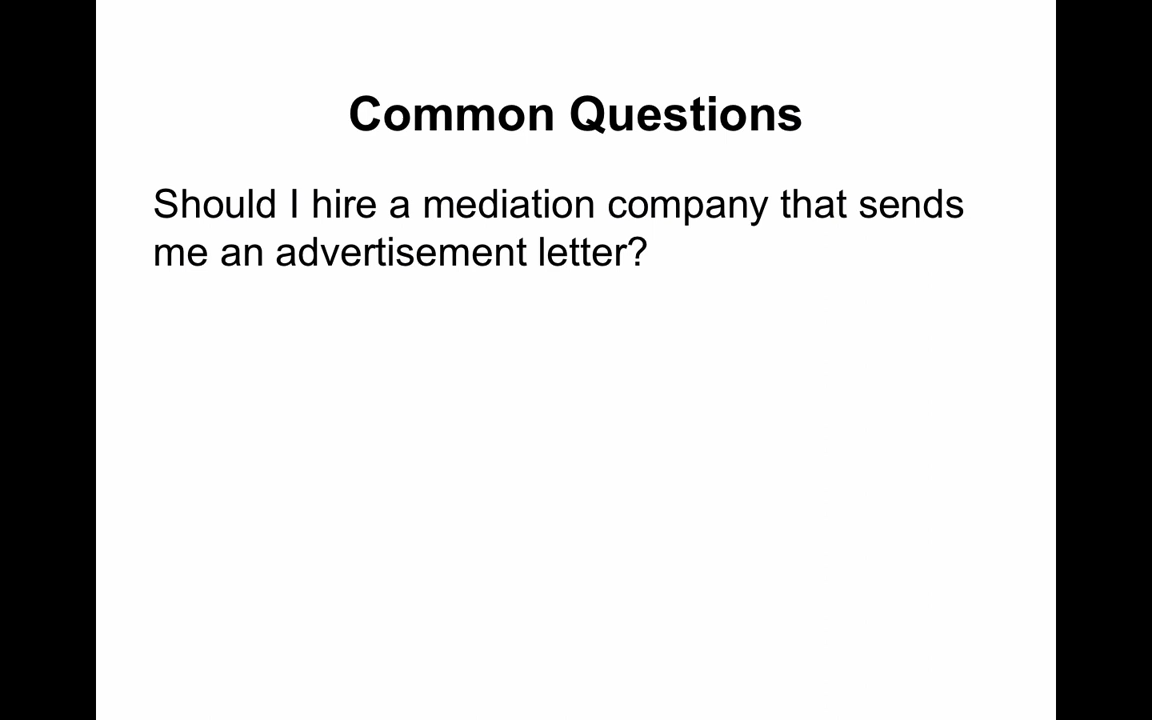 Common Questions
Should I hire a mediation company that sends
me an advertisement letter?